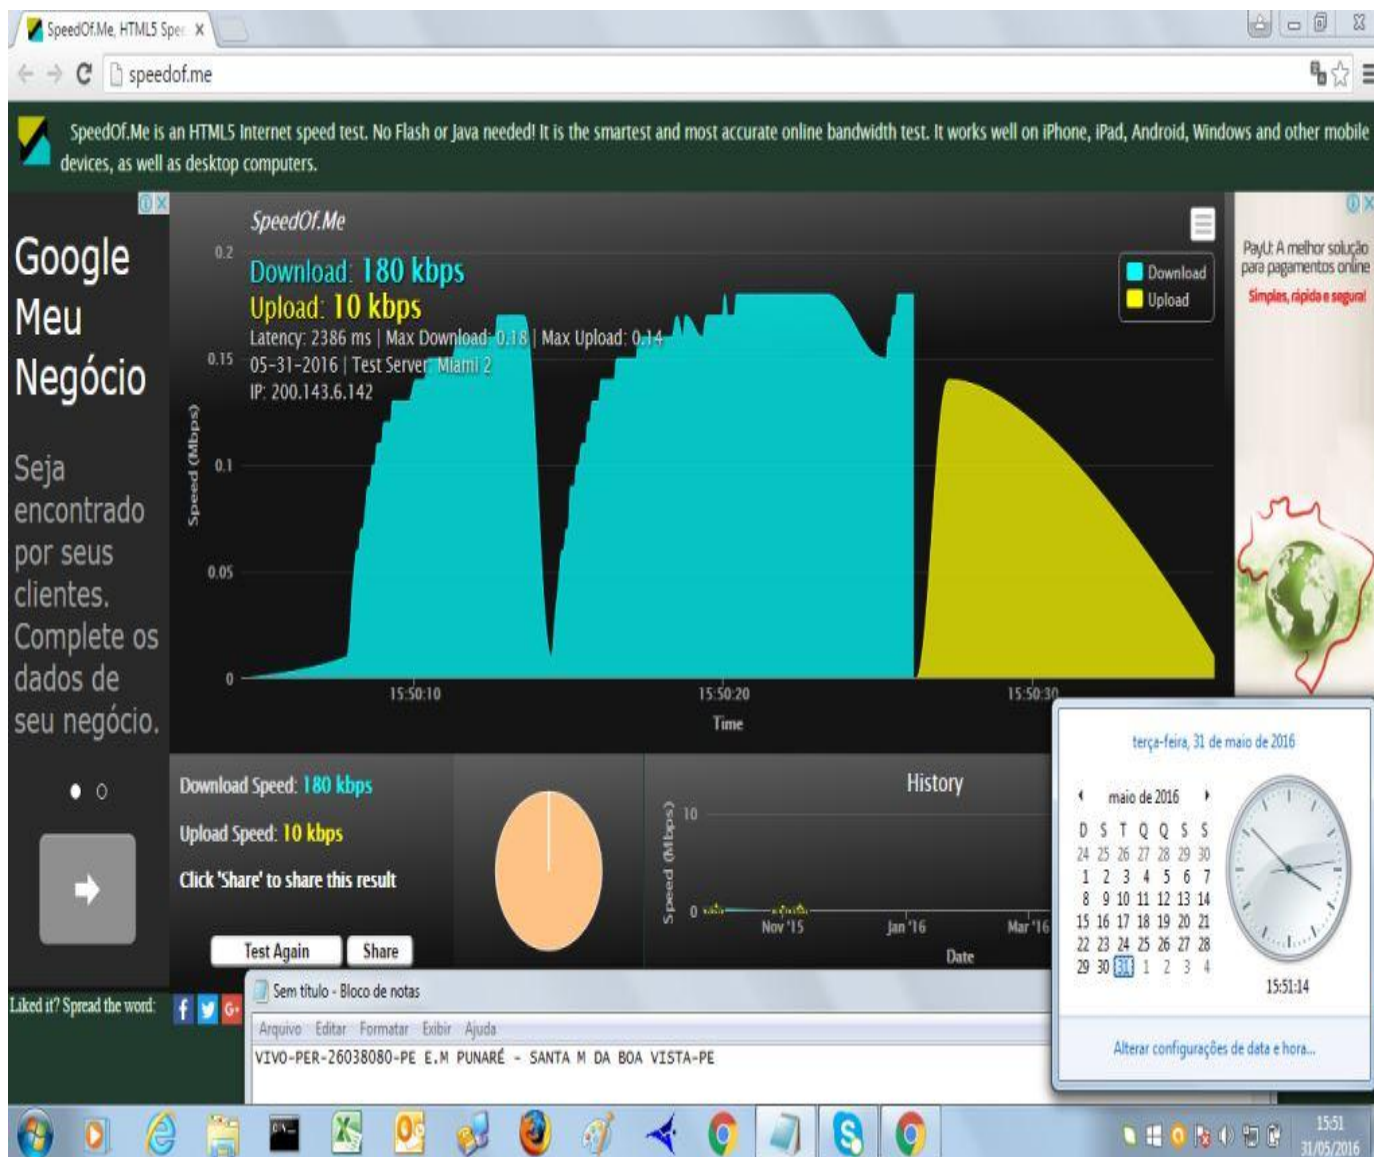 SpeedOf.Me, HTML5 Spe
speedof.me
SpeedOf.Me is an HTML5 Internet speed test. No Flash or Java needed! It is the smartest and most accurate online bandwidth test. It works well on iPhone, iPad, Android, Windows and other mobile
devices, as well as desktop computers.
Google
Meu
Negócio
Seja
encontrado
por seus
clientes.
Complete os
dados de
seu negócio.
SpeedOf.Me
Download: 180 kbps
Upload: 10 kbps
Latency: 2386 ms | Max Download: 0.18 | Max Upload: 0.14
05-31-2016 | Test Server: Miami 2
IP: 200.143.6.142
Download
Upload
Speed (Mbps)
0.2
0.15
0.1
0.05
0
15:50:10
15:50:20
15:50:30
Time
PayU: A melhor solução
para pagamentos online
Simples, rápida e segura!
Download Speed: 180 kbps
Upload Speed: 10 kbps
Click 'Share' to share this result
Test Again
Share
History
Speed (Mbps)
10
0
Nov '15
Jan '16
Mar '16
Date
terça-feira, 31 de maio de 2016
maio de 2016
D S T Q Q S S
24 25 26 27 28 29 30
1 2 3 4 5 6 7
8 9 10 11 12 13 14
15 16 17 18 19 20 21
22 23 24 25 26 27 28
29 30 31 1 2 3 4
15:51:14
Alterar configurações de data e hora...
Liked it? Spread the word:
f
G+
Sem título - Bloco de notas
Arquivo Editar Formatar Exibir Ajuda
VIVO-PER-26038080-PE E.M PUNARÉ - SANTA M DA BOA VISTA-PE
15:51
31/05/2016